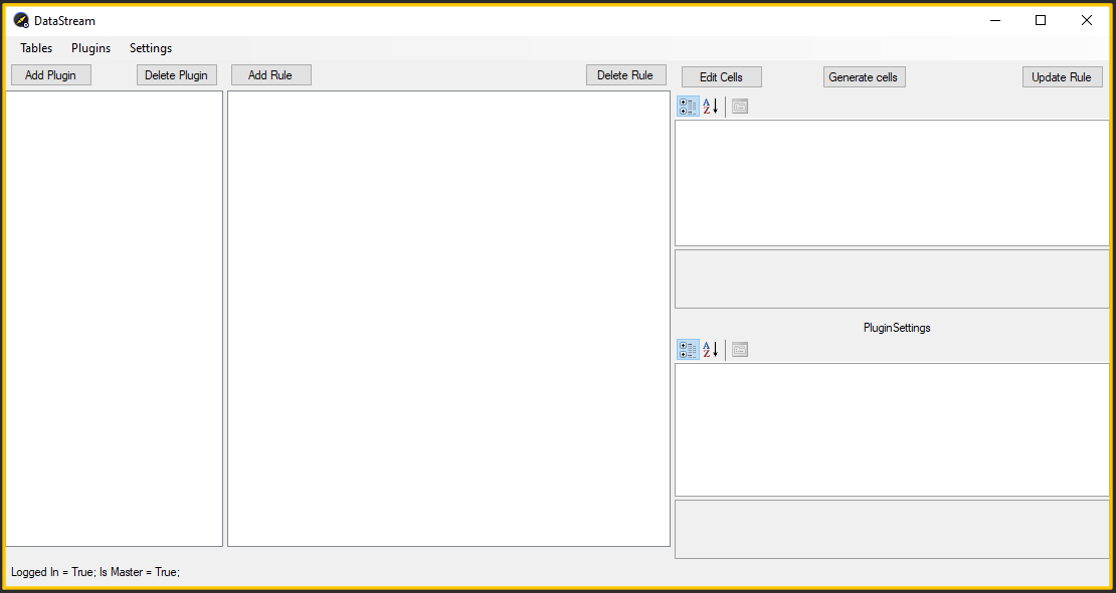 DataStream
Tables Plugins Settings
Add Plugin Delete Plugin Add Rule Delete Rule Edit Cells Generate cells Update Rule
PluginSettings
Logged In = True; Is Master = True;